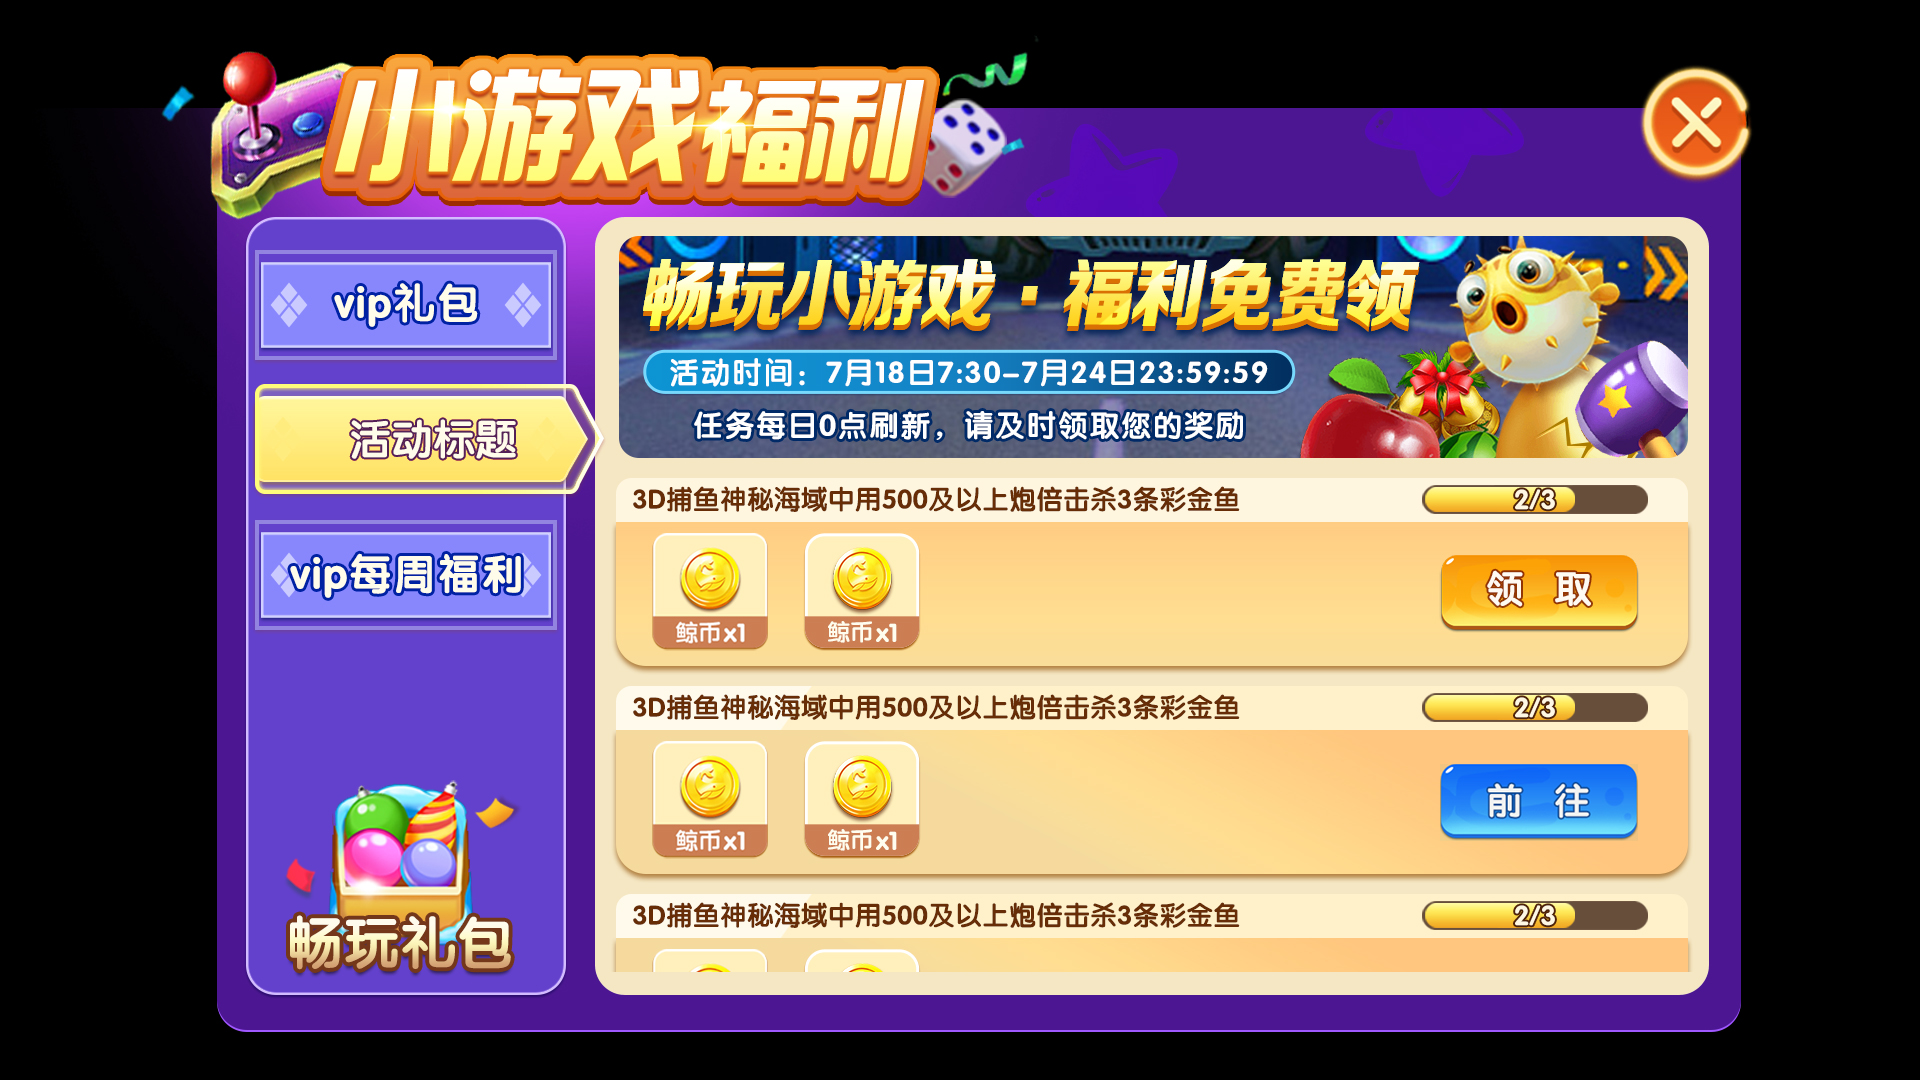 小游戏福利
vip礼包
活动标题
vip每周福利
畅玩礼包
畅玩小游戏·福利免费领
活动时间：7月18日7:30-7月24日23:59:59
任务每日0点刷新，请及时领取您的奖励
3D捕鱼神秘海域中用500及以上炮倍击杀3条彩金鱼
2/3
鲸币x1
鲸币x1
领 取
3D捕鱼神秘海域中用500及以上炮倍击杀3条彩金鱼
2/3
鲸币x1
鲸币x1
前 往
3D捕鱼神秘海域中用500及以上炮倍击杀3条彩金鱼
2/3